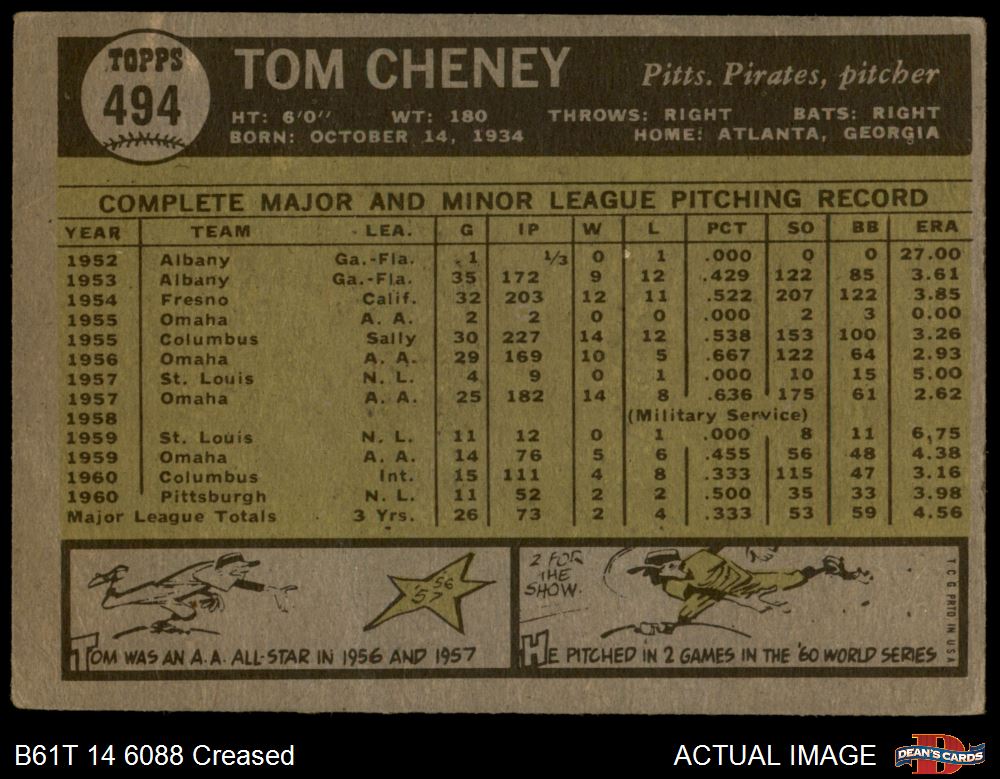 TOPPS
494
TOM CHENEY
Pitts. Pirates, pitcher
HT: 6'0" WT: 180 THROWS: RIGHT BATS: RIGHT
BORN: OCTOBER 14, 1934 HOME: ATLANTA, GEORGIA
COMPLETE MAJOR AND MINOR LEAGUE PITCHING RECORD
YEAR TEAM LEA. G IP W L PCT SO BB ERA
1952 Albany Ga.-Fla. 1 1/3 0 1 .000 0 0 27.00
1953 Albany Ga.-Fla. 35 172 9 12 .429 122 85 3.61
1954 Fresno Calif. 32 203 12 11 .522 207 122 3.85
1955 Omaha A. A. 2 2 0 0 .000 2 3 0.00
1955 Columbus Sally 30 227 14 12 .538 153 100 3.26
1956 Omaha A. A. 29 169 10 5 .667 122 64 2.93
1957 St. Louis N. L. 4 9 0 1 .000 10 15 5.00
1957 Omaha A. A. 25 182 14 8 .636 175 61 2.62
1958 (Military Service)
1959 St. Louis N. L. 11 12 0 1 .000 8 11 6.75
1959 Omaha A. A. 14 76 5 6 .455 56 48 4.38
1960 Columbus Int. 15 111 4 8 .333 115 47 3.16
1960 Pittsburgh N. L. 11 52 2 2 .500 35 33 3.98
Major League Totals 3 Yrs. 26 73 2 4 .333 53 59 4.56
'56
'57
TOM WAS AN A.A. ALL-STAR IN 1956 AND 1957
2 FOR
THE
SHOW.
HE PITCHED IN 2 GAMES IN THE '60 WORLD SERIES
T C G PRTD IN U S A
B61T 14 6088 Creased
ACTUAL IMAGE
DEAN'S CARDS